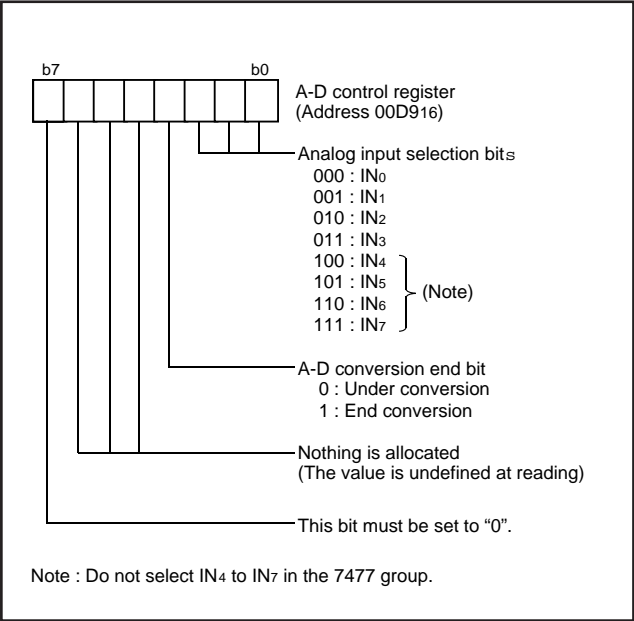 b7 b0
A-D control register
(Address 00D916)
Analog input selection bits
000 : IN0
001 : IN1
010 : IN2
011 : IN3
100 : IN4
101 : IN5
(Note)
110 : IN6
111 : IN7
A-D conversion end bit
0 : Under conversion
1 : End conversion
Nothing is allocated
(The value is undefined at reading)
This bit must be set to “0”.
Note : Do not select IN4 to IN7 in the 7477 group.